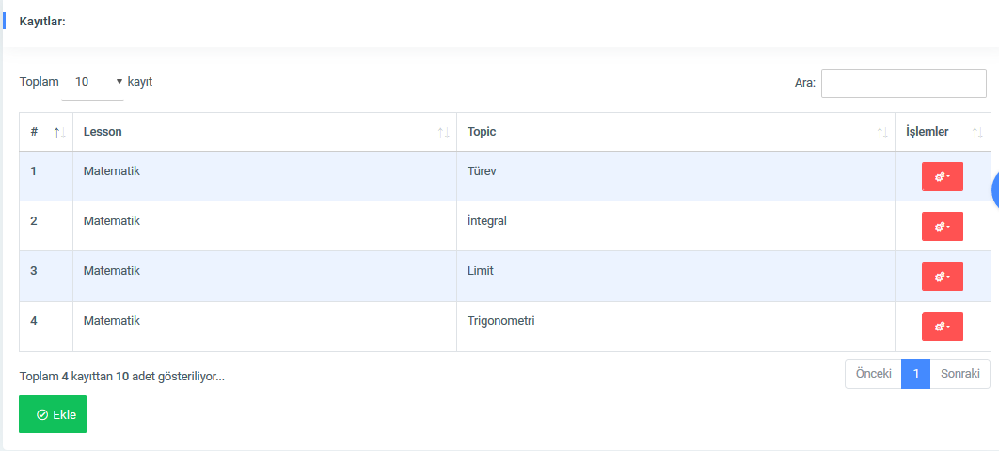 Kayıtlar:
Toplam 10 kayıt
Ara:
# Lesson Topic İşlemler
1 Matematik Türev
2 Matematik İntegral
3 Matematik Limit
4 Matematik Trigonometri
Toplam 4 kayıttan 10 adet gösteriliyor...
Önceki 1 Sonraki
Ekle